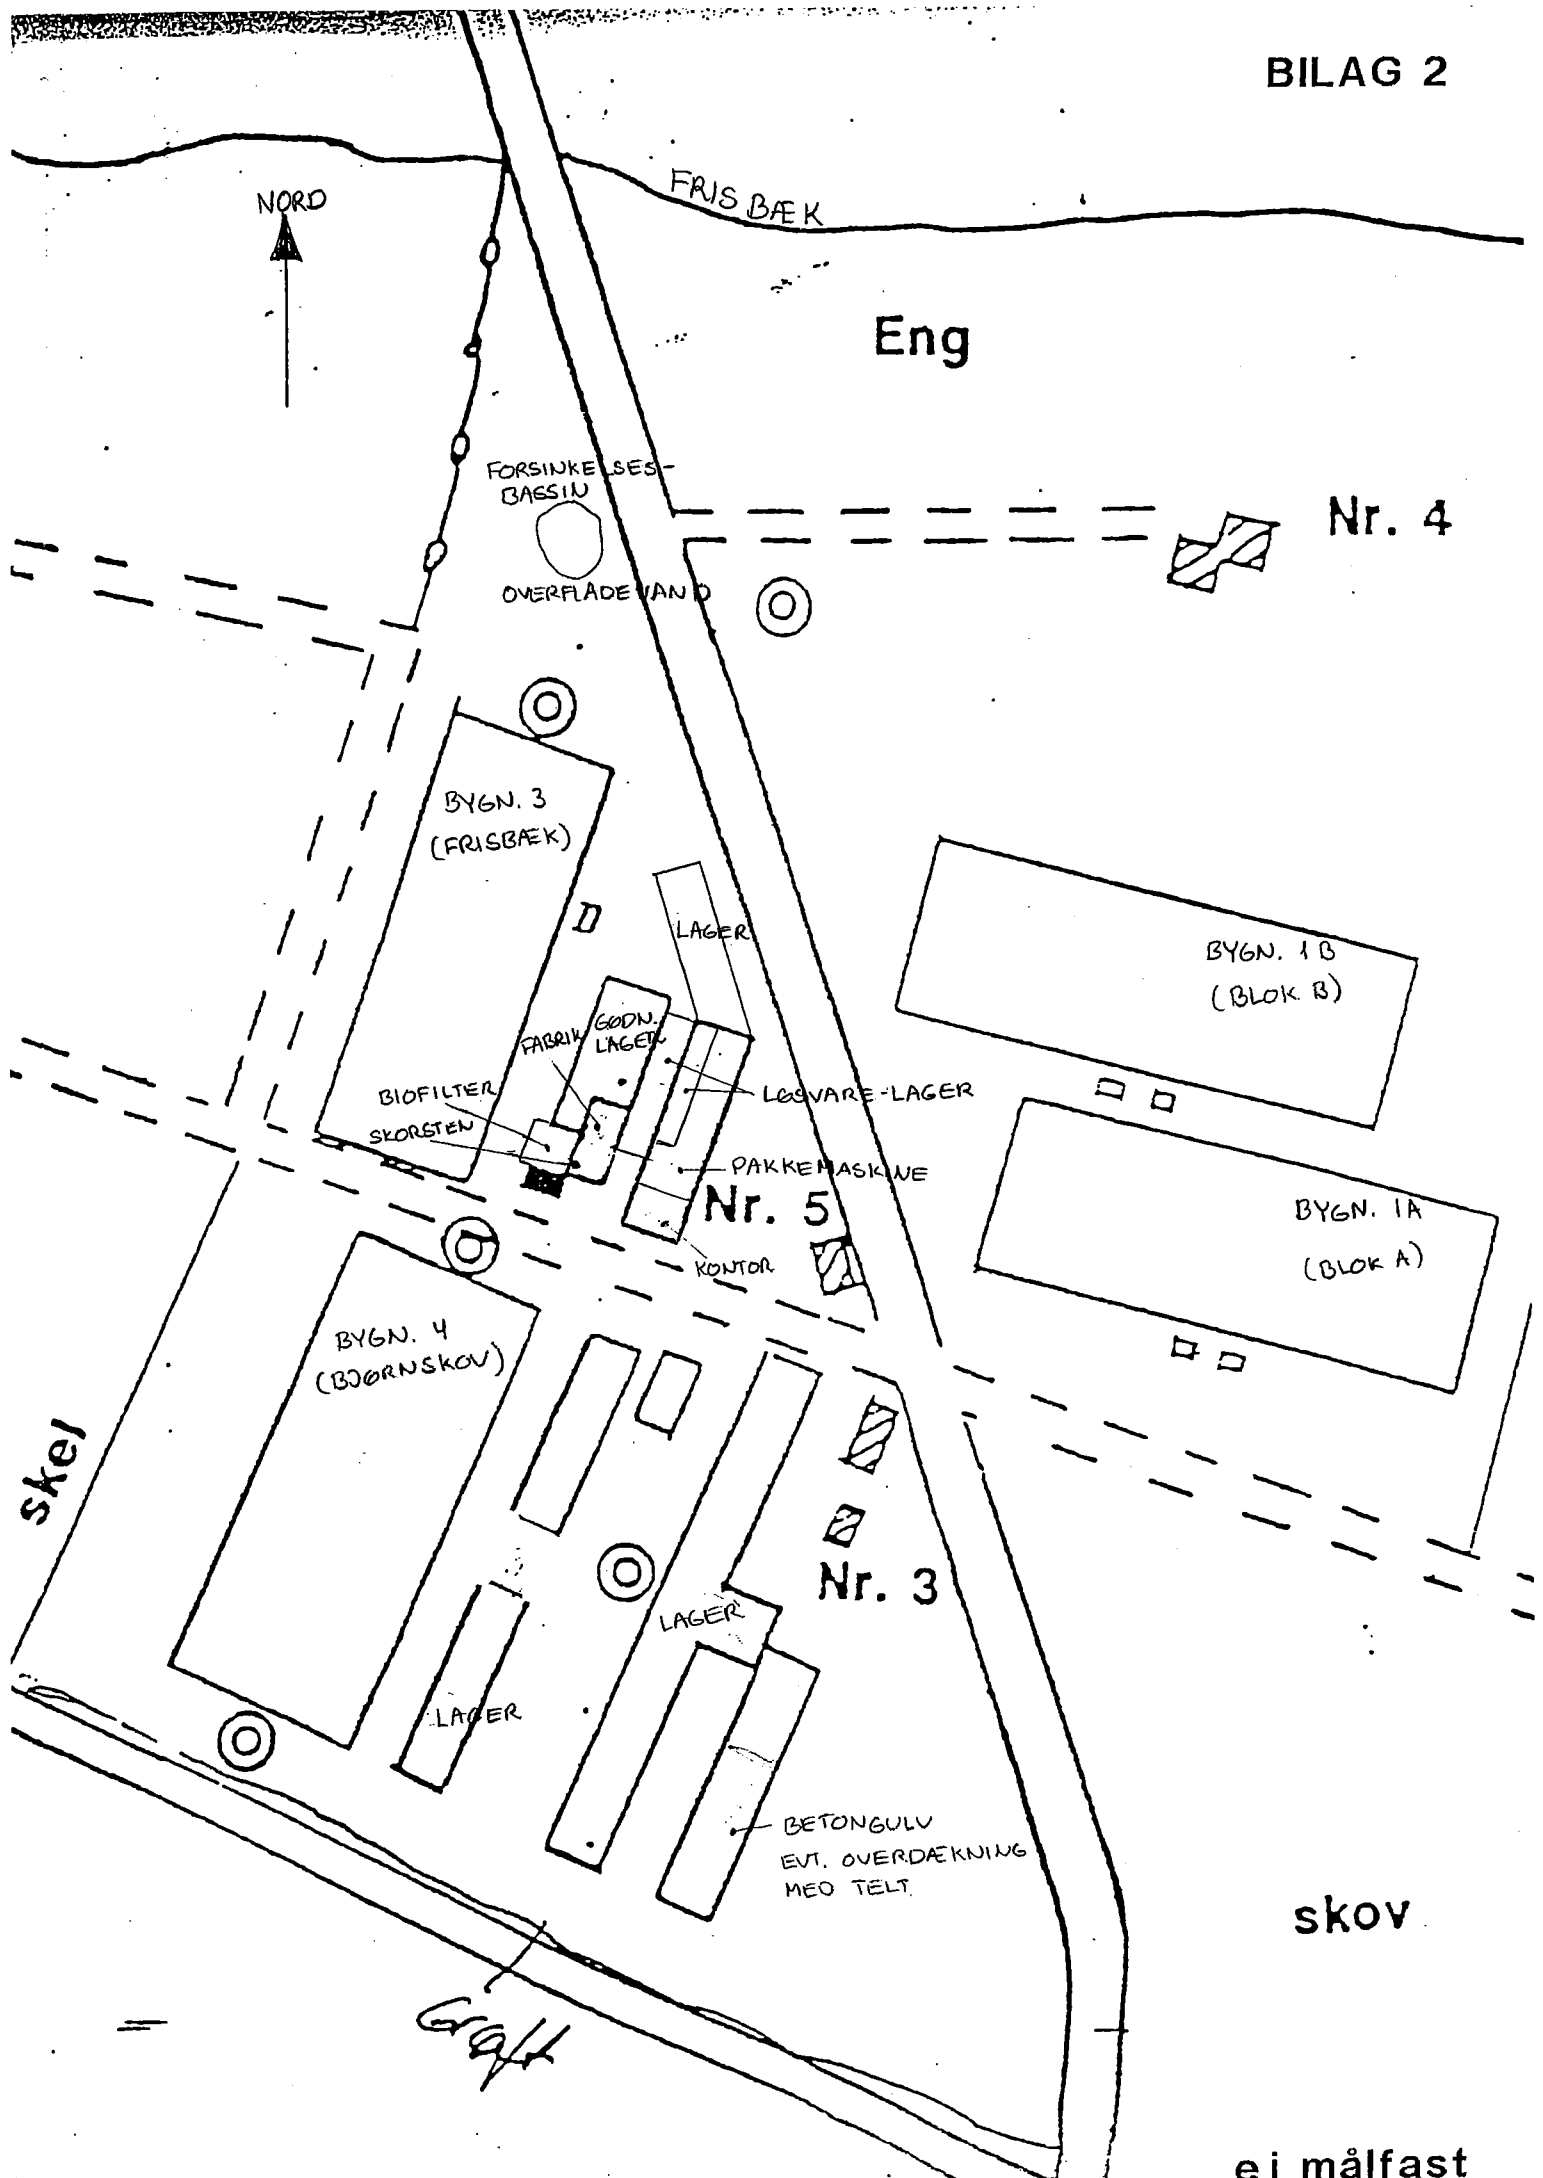 BILAG 2
FRISBÆK
NORD
Eng
FORSINKELSES-
BASSIN
Nr. 4
OVERFLADEVAND
BYGN. 3
(FRISBÆK)
D
LAGER
BYGN. 1B
(BLOK B)
GØDN.
LAGER
FABRIK
BIOFILTER
LØSVARE-LAGER
SKORSTEN
PAKKEMASKINE
Nr. 5
BYGN. 1A
(BLOK A)
KONTOR
BYGN. 4
(BJØRNSKOV)
skel
Nr. 3
LAGER
LAGER
BETONGULV
EVT. OVERDÆKNING
MED TELT.
skov
Grøft
ej målfast